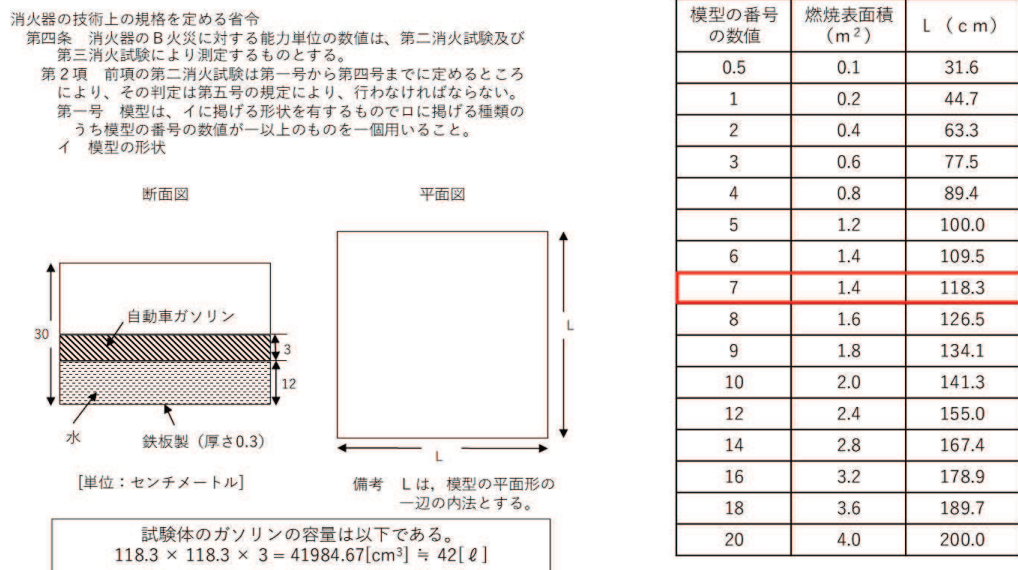 消火器の技術上の規格を定める省令
第四条　消火器のＢ火災に対する能力単位の数値は、第二消火試験及び
第三消火試験により測定するものとする。
第２項　前項の第二消火試験は第一号から第四号までに定めるところ
により、その判定は第五号の規定により、行わなければならない。
第一号　模型は、イに掲げる形状を有するものでロに掲げる種類の
うち模型の番号の数値が一以上のものを一個用いること。
イ　模型の形状
断面図
平面図
自動車ガソリン
30
3
12
水
鉄板製（厚さ0.3）
[単位：センチメートル]
L
L
備考　Ｌは，模型の平面形の
一辺の内法とする。
試験体のガソリンの容量は以下である。
118.3 × 118.3 × 3 = 41984.67[cm³] ≒ 42[ℓ]
模型の番号の数値 燃焼表面積（m²） L （cm）
0.5 0.1 31.6
1 0.2 44.7
2 0.4 63.3
3 0.6 77.5
4 0.8 89.4
5 1.2 100.0
6 1.4 109.5
7 1.4 118.3
8 1.6 126.5
9 1.8 134.1
10 2.0 141.3
12 2.4 155.0
14 2.8 167.4
16 3.2 178.9
18 3.6 189.7
20 4.0 200.0